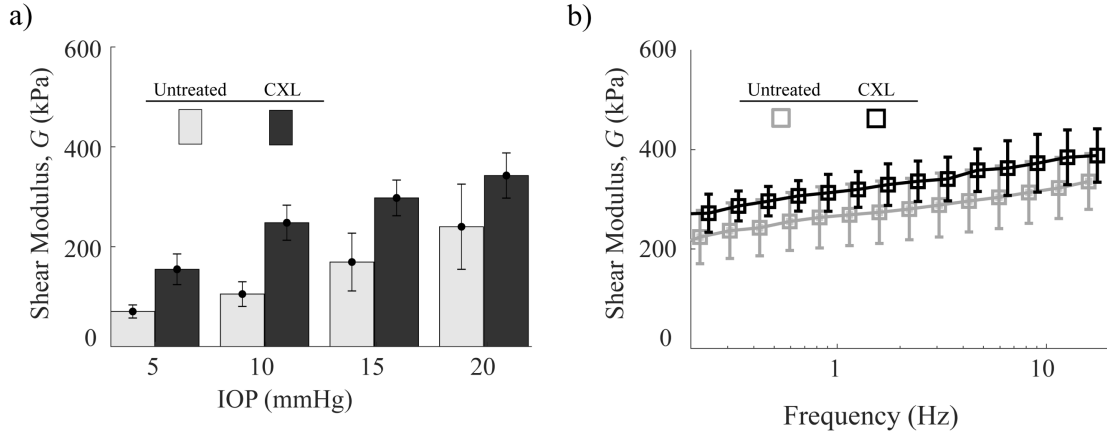 a)
600
400
200
0
Shear Modulus, G (kPa)
Untreated CXL
5 10 15 20
IOP (mmHg)
b)
600
400
200
0
Shear Modulus, G (kPa)
Untreated CXL
1 10
Frequency (Hz)